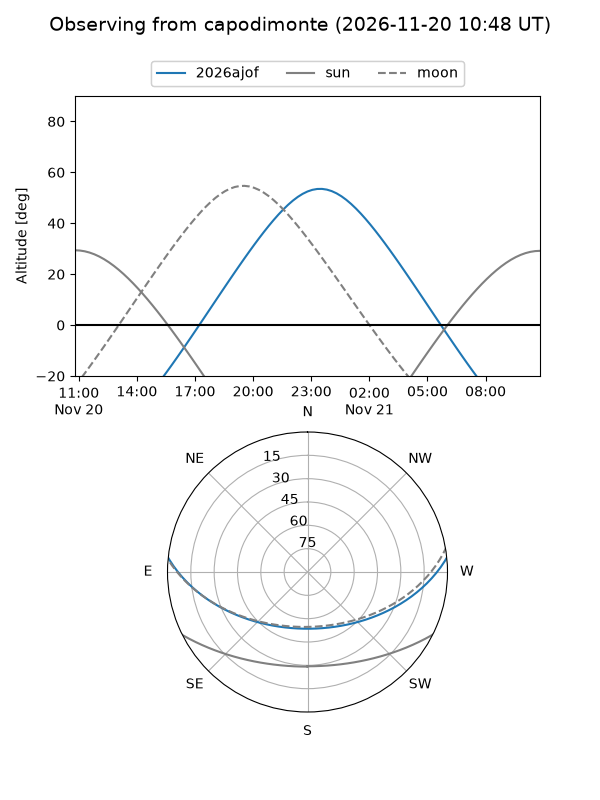 Observing from capodimonte (2026-11-20 10:48 UT)
2026ajof sun moon
Altitude [deg]
80
60
40
20
0
−20
11:00 14:00 17:00 20:00 23:00 02:00 05:00 08:00
Nov 20 Nov 21
N
NE NW
15
30
45
60
75
E W
SE SW
S